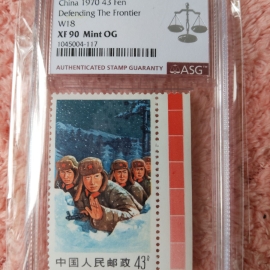 China 1970 43 Fen
Defending The Frontier
W18
XF 90 Mint OG
1045004-117
AUTHENTICATED STAMP GUARANTY ASG
中国人民邮政 43分